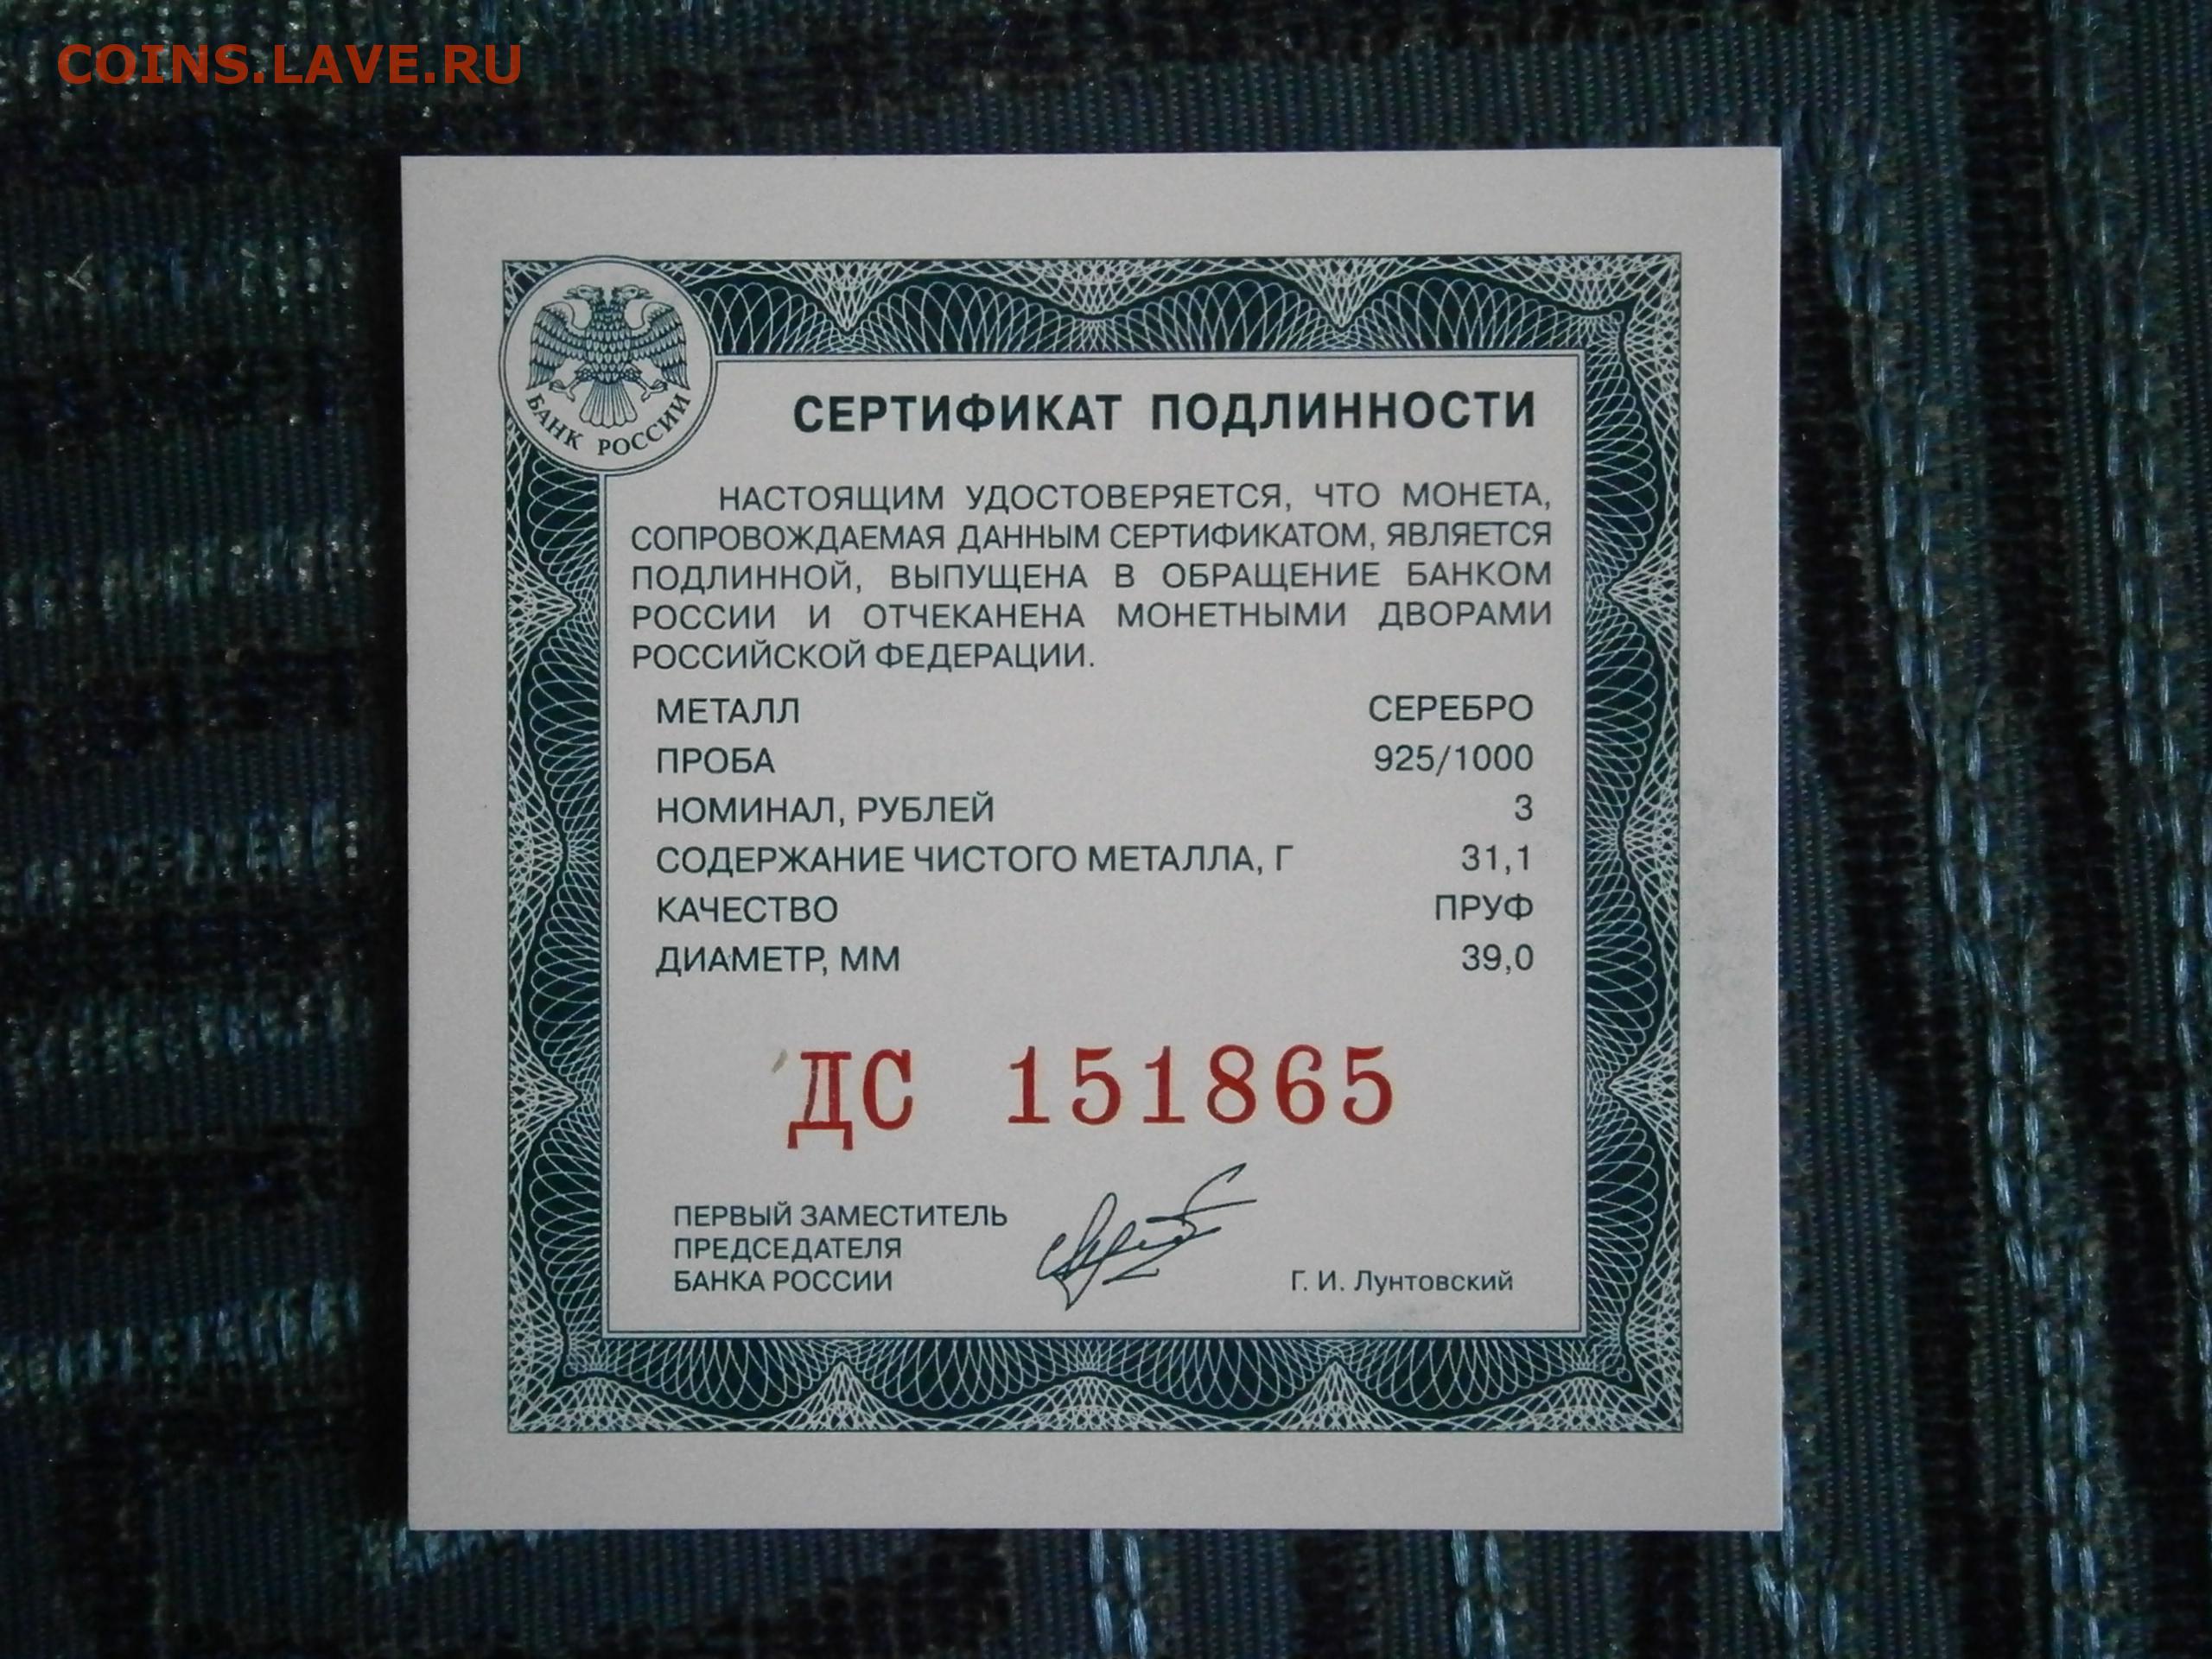 COINS.LAVE.RU
БАНК РОССИИ
СЕРТИФИКАТ ПОДЛИННОСТИ
НАСТОЯЩИМ УДОСТОВЕРЯЕТСЯ, ЧТО МОНЕТА,
СОПРОВОЖДАЕМАЯ ДАННЫМ СЕРТИФИКАТОМ, ЯВЛЯЕТСЯ
ПОДЛИННОЙ, ВЫПУЩЕНА В ОБРАЩЕНИЕ БАНКОМ
РОССИИ И ОТЧЕКАНЕНА МОНЕТНЫМИ ДВОРАМИ
РОССИЙСКОЙ ФЕДЕРАЦИИ.
МЕТАЛЛ СЕРЕБРО
ПРОБА 925/1000
НОМИНАЛ, РУБЛЕЙ 3
СОДЕРЖАНИЕ ЧИСТОГО МЕТАЛЛА, Г 31,1
КАЧЕСТВО ПРУФ
ДИАМЕТР, ММ 39,0
ДС 151865
ПЕРВЫЙ ЗАМЕСТИТЕЛЬ
ПРЕДСЕДАТЕЛЯ
БАНКА РОССИИ Г. И. Лунтовский